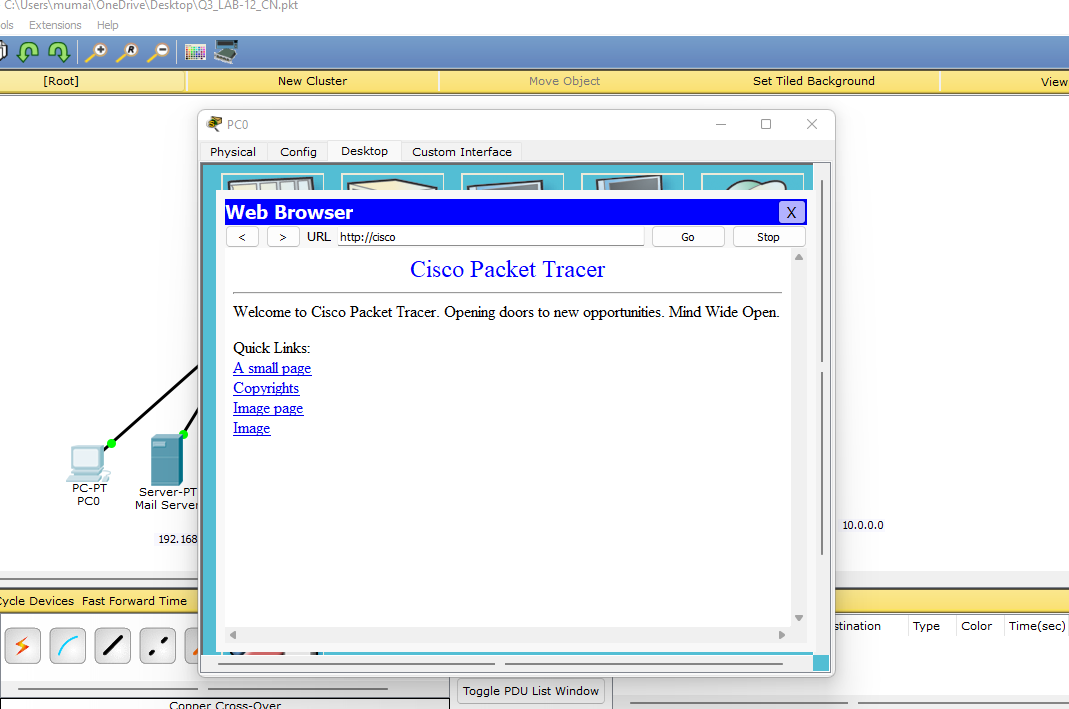 C:\Users\mumai\OneDrive\Desktop\Q3_LAB-12_CN.pkt
ols Extensions Help
[Root] New Cluster Move Object Set Tiled Background View
PC0
Physical Config Desktop Custom Interface
Web Browser X
< > URL http://cisco Go Stop
Cisco Packet Tracer
Welcome to Cisco Packet Tracer. Opening doors to new opportunities. Mind Wide Open.
Quick Links:
A small page
Copyrights
Image page
Image
PC-PT
PC0
Server-PT
Mail Server
192.168
10.0.0.0
Cycle Devices Fast Forward Time
stination Type Color Time(sec)
Toggle PDU List Window
Copper Cross-Over